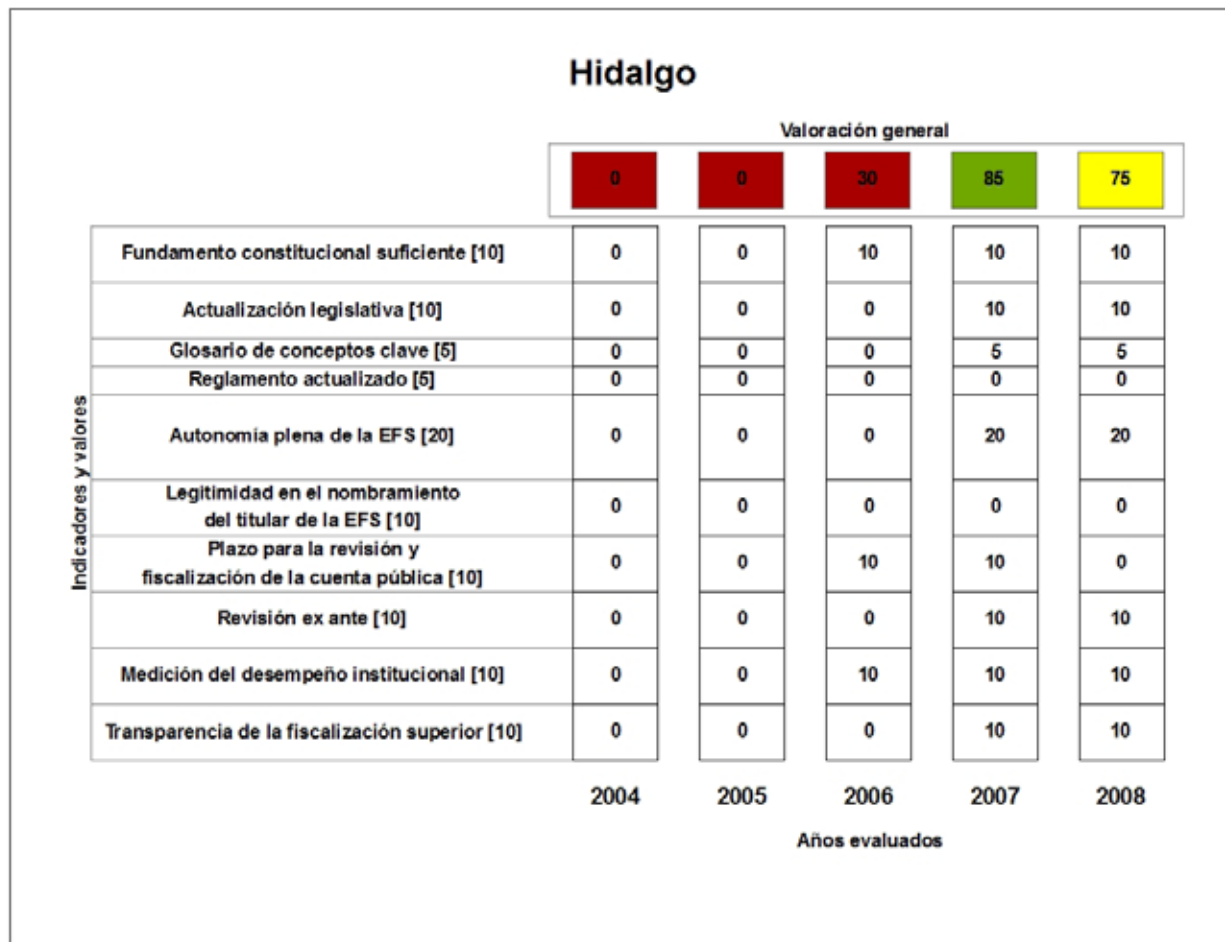 Hidalgo
Valoración general
0 0 30 85 75
Fundamento constitucional suficiente [10] 0 0 10 10 10
Actualización legislativa [10] 0 0 0 10 10
Glosario de conceptos clave [5] 0 0 0 5 5
Reglamento actualizado [5] 0 0 0 0 0
Autonomía plena de la EFS [20] 0 0 0 20 20
Legitimidad en el nombramiento
del titular de la EFS [10] 0 0 0 0 0
Plazo para la revisión y
fiscalización de la cuenta pública [10] 0 0 10 10 0
Revisión ex ante [10] 0 0 0 10 10
Medición del desempeño institucional [10] 0 0 10 10 10
Transparencia de la fiscalización superior [10] 0 0 0 10 10
Indicadores y valores
2004 2005 2006 2007 2008
Años evaluados